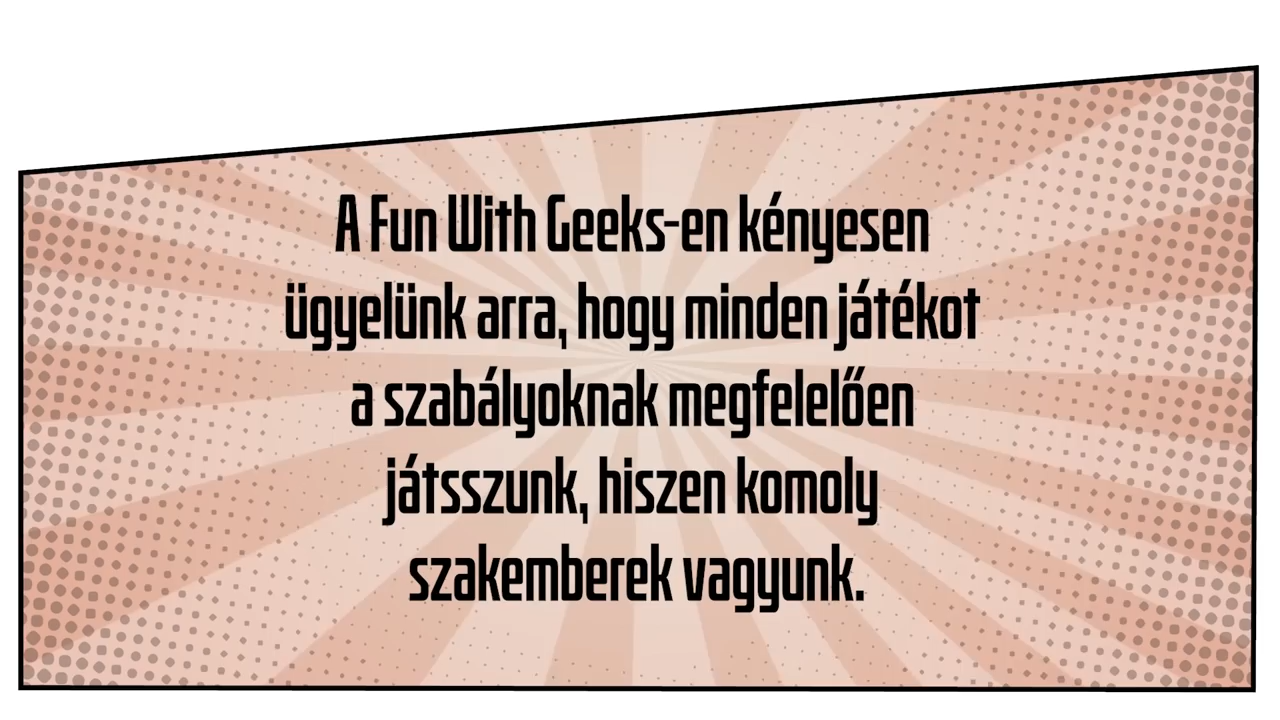 A Fun With Geeks-en kényesen
ügyelünk arra, hogy minden játékot
a szabályoknak megfelelően
játsszunk, hiszen komoly
szakemberek vagyunk.